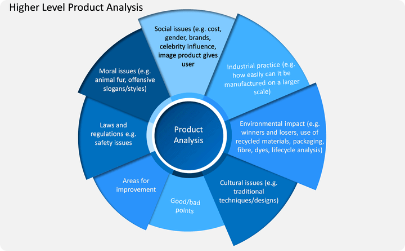 Higher Level Product Analysis
Social issues (e.g. cost,
gender, brands,
celebrity influence,
image product gives
user
Industrial practice (e.g.
how easily can it be
manufactured on a larger
scale)
Environmental impact (e.g.
winners and losers, use of
recycled materials, packaging,
fibre, dyes, lifecycle analysis)
Cultural issues (e.g.
traditional
techniques/designs)
Good/bad
points
Areas for
Improvement
Laws and
regulations e.g.
safety issues
Moral issues (e.g.
animal fur, offensive
slogans/styles)
Product
Analysis